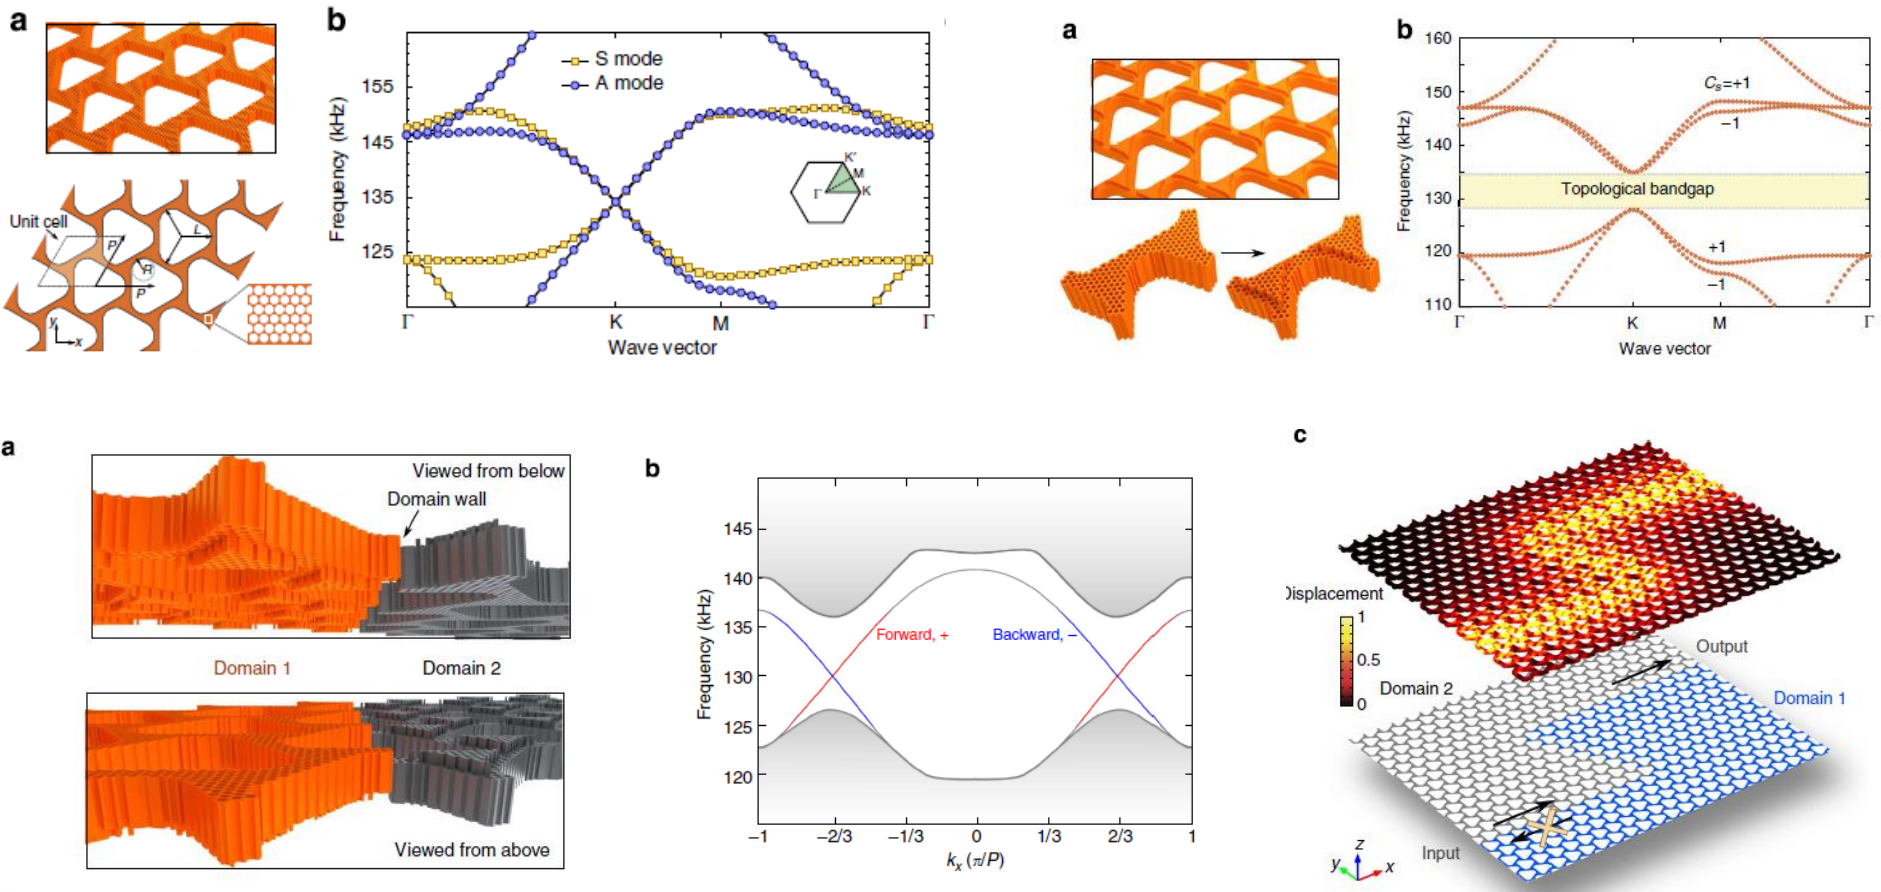 a
Unit cell
P
L
R
P
y
x
b
S mode
A mode
155
145
135
125
Frequency (kHz)
K′
M
Γ
K
Γ
K
M
Γ
Wave vector
a
b
160
150
140
130
120
110
Frequency (kHz)
Cs=+1
−1
Topological bandgap
+1
−1
Γ
K
M
Γ
Wave vector
a
Viewed from below
Domain wall
Domain 1
Domain 2
Viewed from above
b
145
140
135
130
125
120
Frequency (kHz)
Forward, +
Backward, −
−1
−2/3
−1/3
0
1/3
2/3
1
kx (π/P)
c
Displacement
1
0.5
0
Output
Domain 2
Domain 1
Input
z
y
x